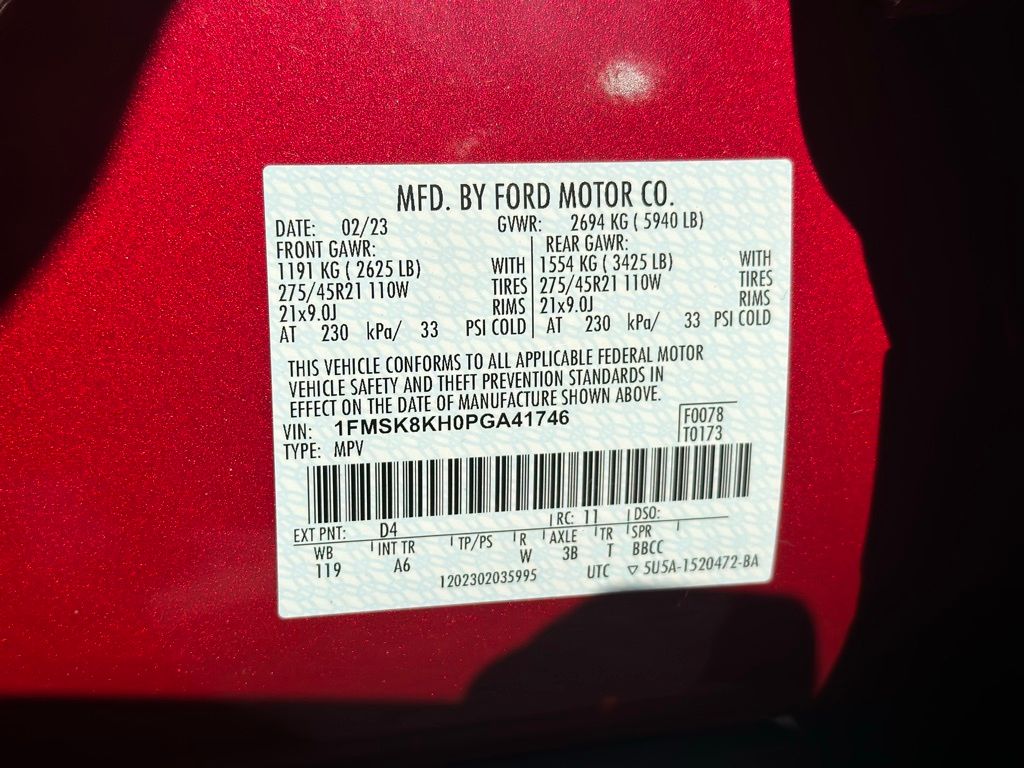 MFD. BY FORD MOTOR CO.
DATE: 02/23 GVWR: 2694 KG ( 5940 LB)
FRONT GAWR: REAR GAWR:
1191 KG ( 2625 LB) WITH 1554 KG ( 3425 LB) WITH
275/45R21 110W TIRES 275/45R21 110W TIRES
21x9.0J RIMS 21x9.0J RIMS
AT 230 kPa/ 33 PSI COLD AT 230 kPa/ 33 PSI COLD
THIS VEHICLE CONFORMS TO ALL APPLICABLE FEDERAL MOTOR
VEHICLE SAFETY AND THEFT PREVENTION STANDARDS IN
EFFECT ON THE DATE OF MANUFACTURE SHOWN ABOVE.
VIN: 1FMSK8KH0PGA41746 F0078
TYPE: MPV T0173
EXT PNT: D4 RC: 11 DSO:
WB INT TR TP/PS R AXLE TR SPR
119 A6 W 3B T BBCC
1202302035995 UTC ▽ 5U5A-1520472-BA